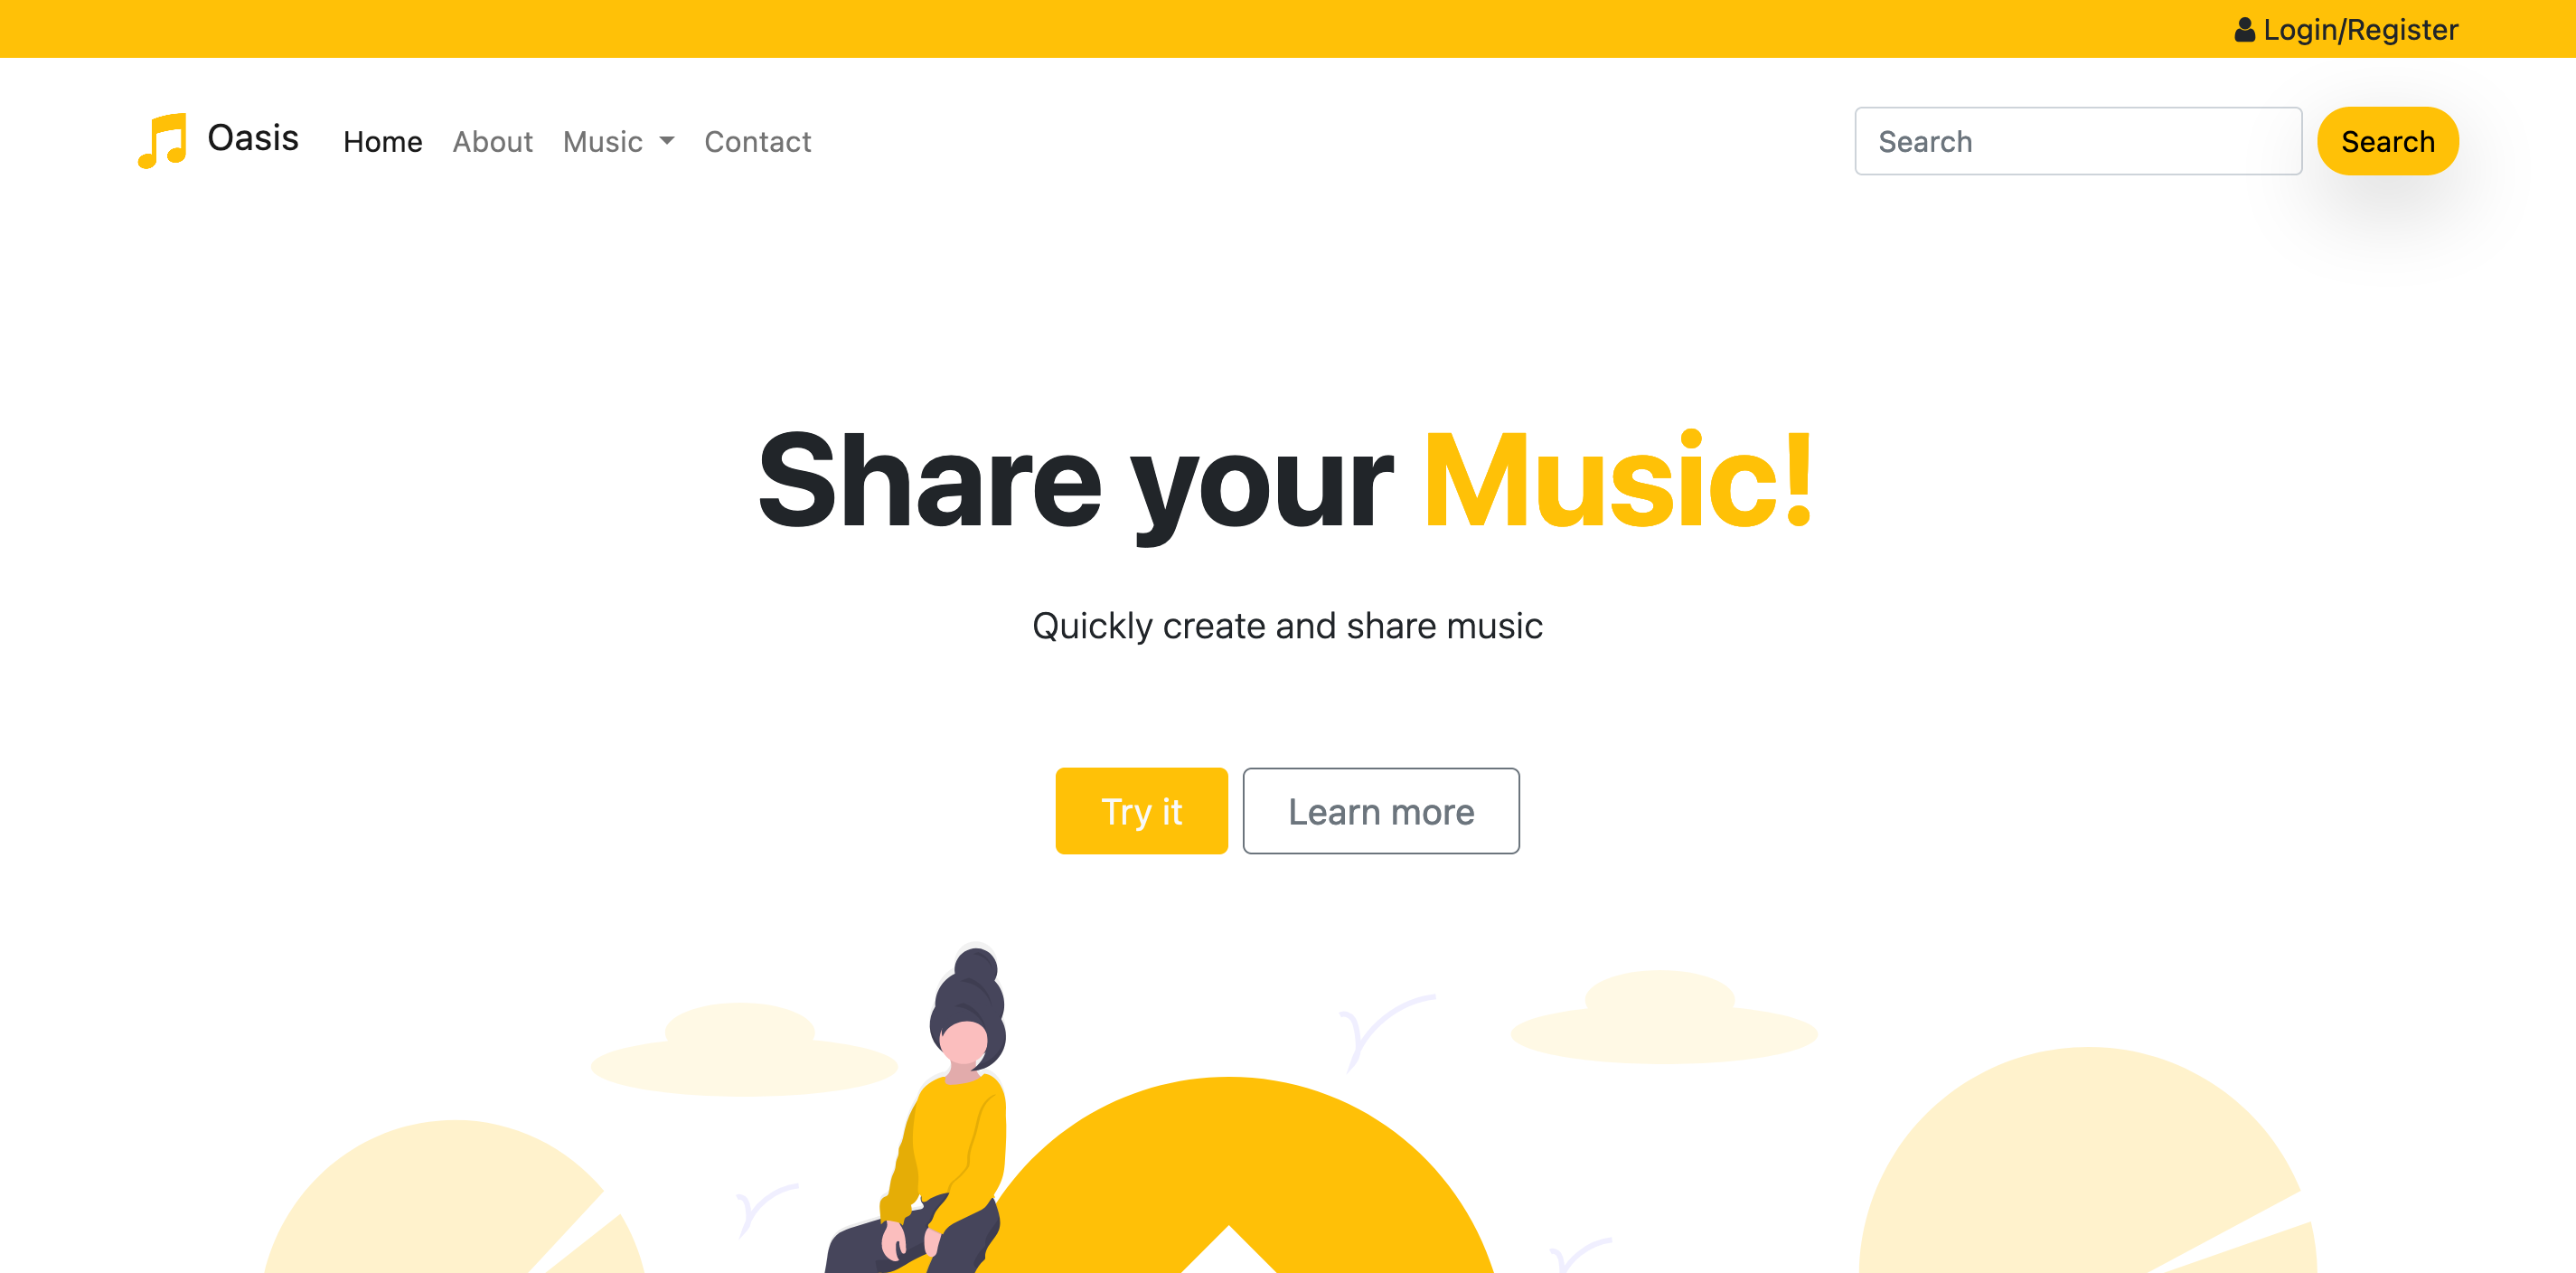 Login/Register
Oasis Home About Music Contact Search Search
Share your Music!
Quickly create and share music
Try it Learn more